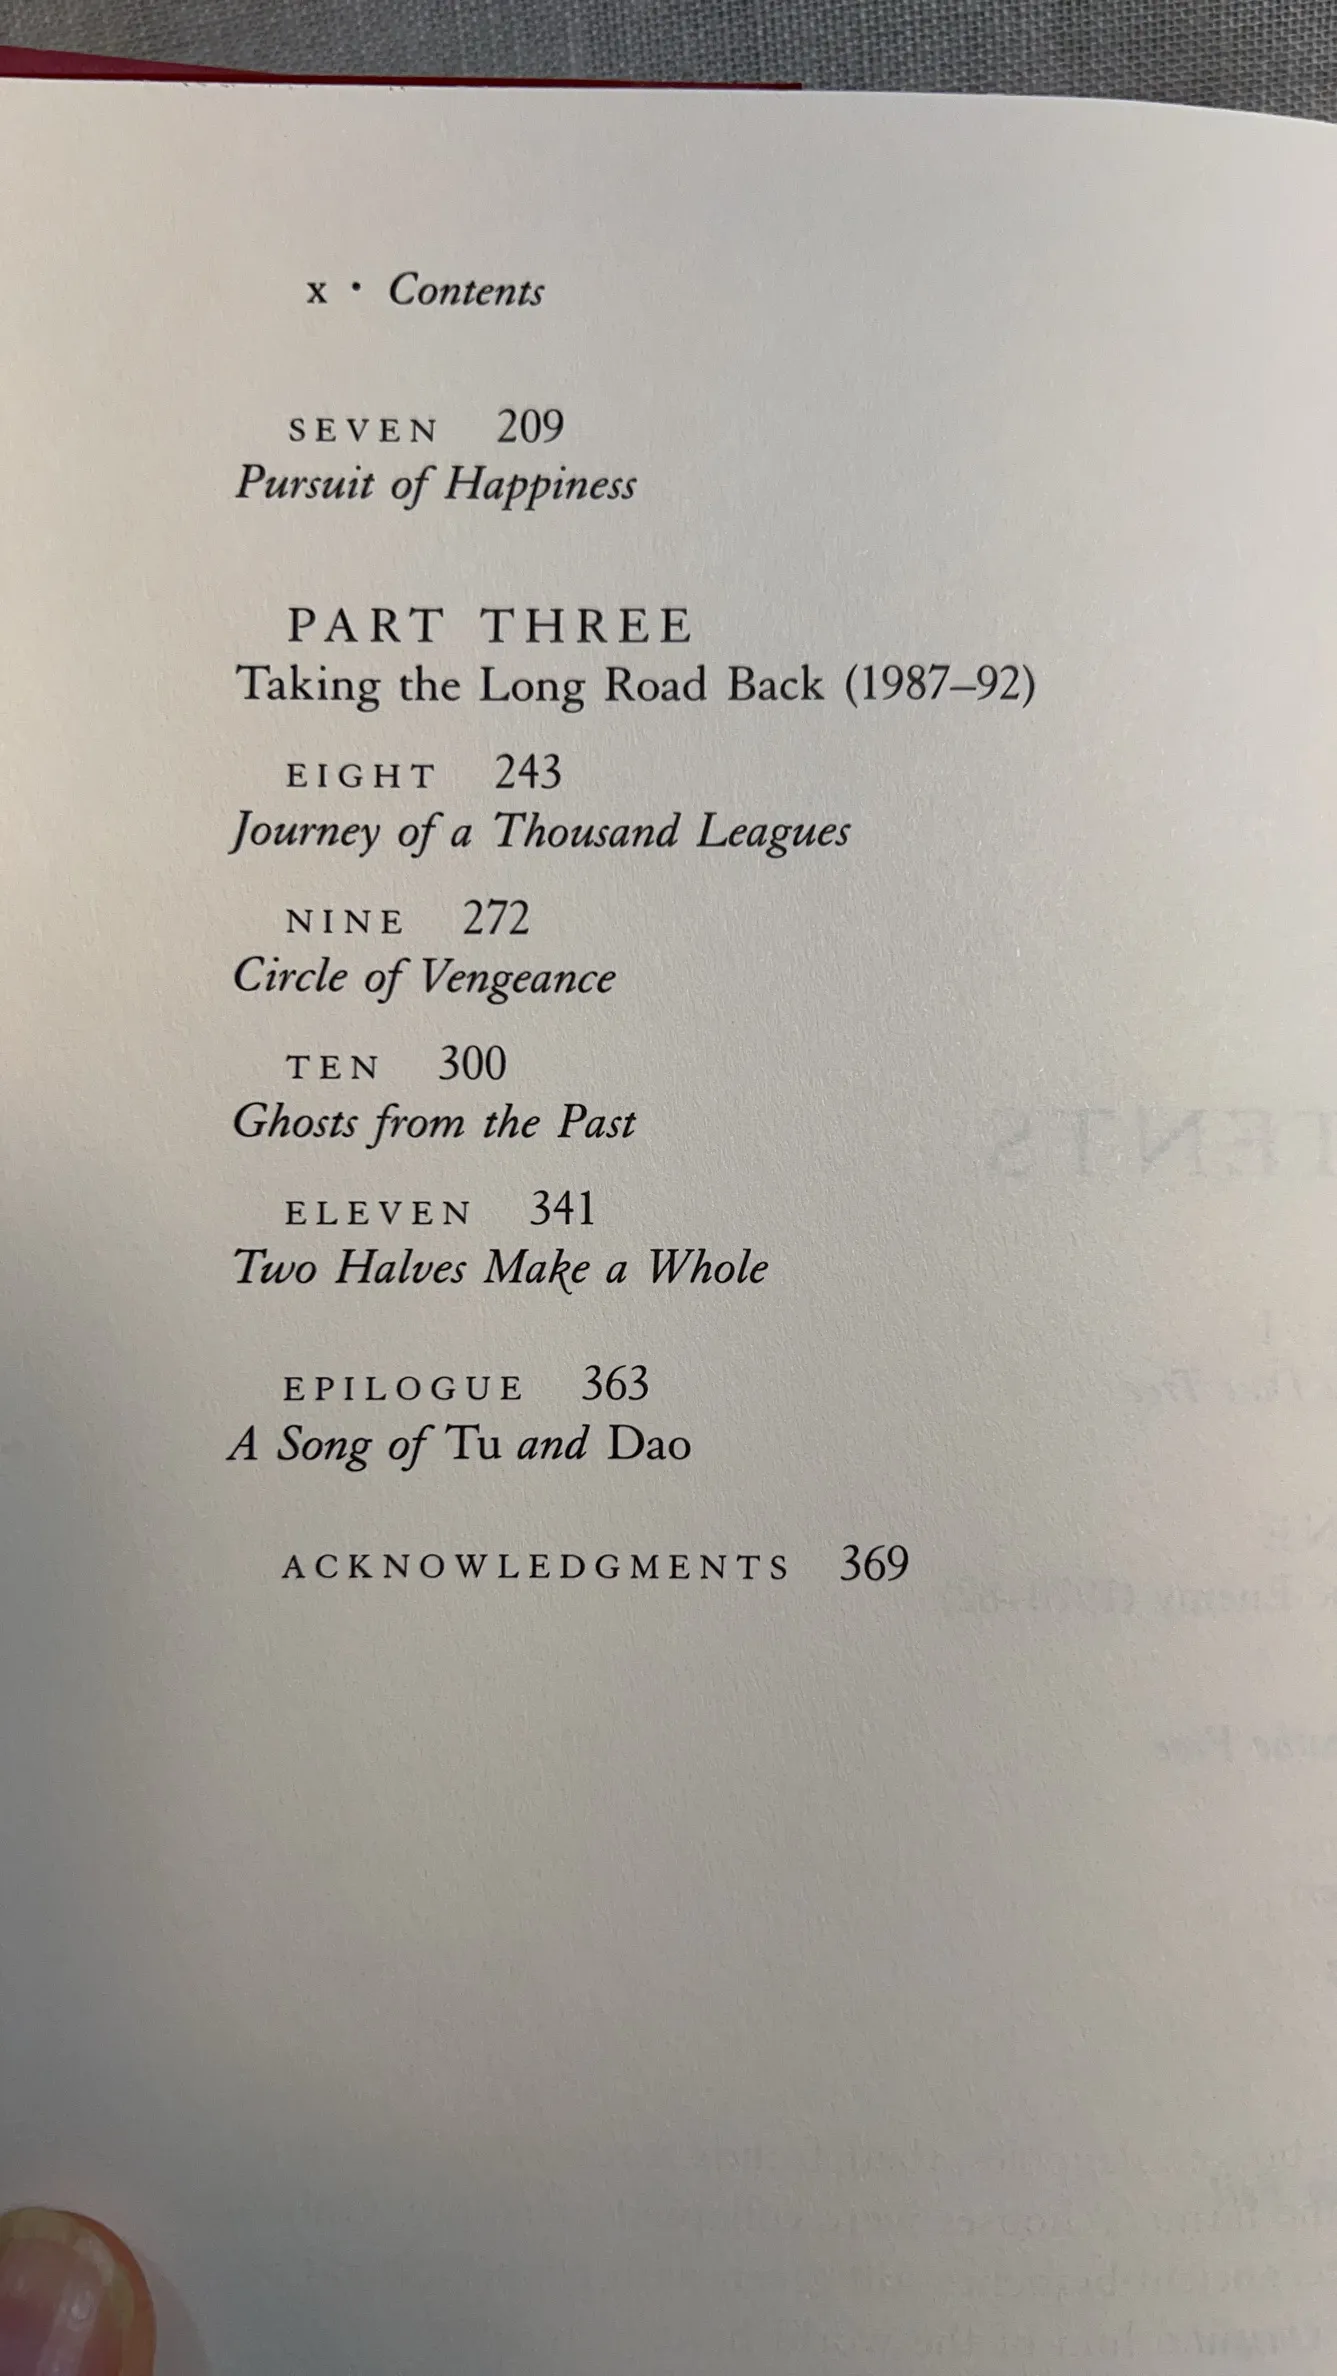 x • Contents
SEVEN 209
Pursuit of Happiness
PART THREE
Taking the Long Road Back (1987–92)
EIGHT 243
Journey of a Thousand Leagues
NINE 272
Circle of Vengeance
TEN 300
Ghosts from the Past
ELEVEN 341
Two Halves Make a Whole
EPILOGUE 363
A Song of Tu and Dao
ACKNOWLEDGMENTS 369